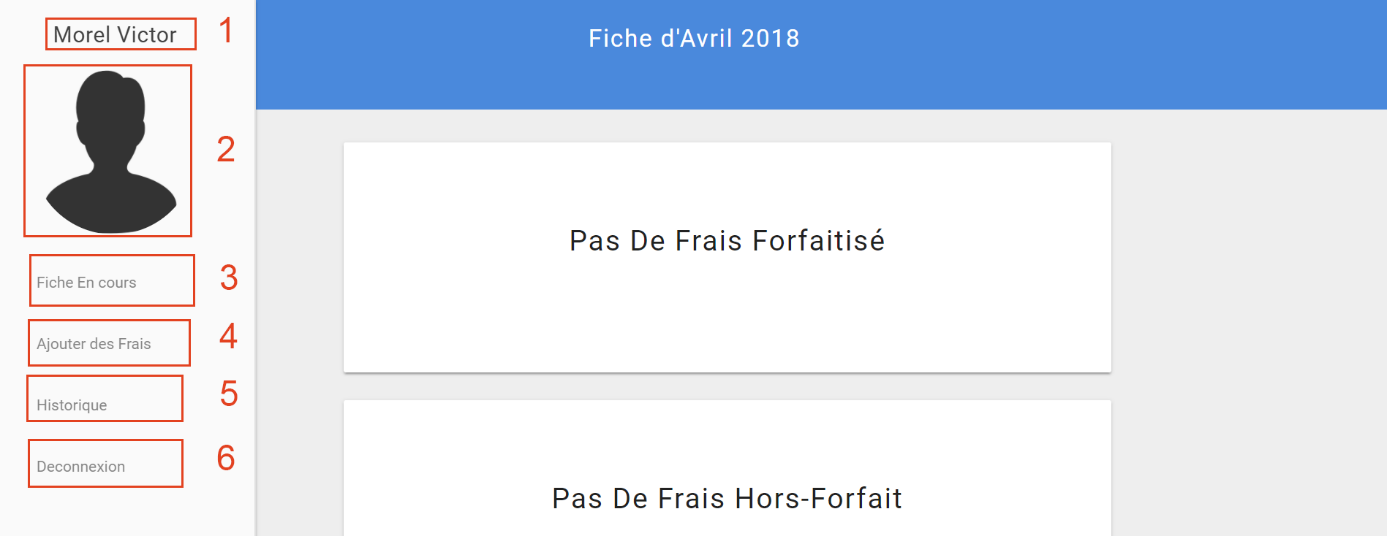 Morel Victor
1
2
Fiche En cours
3
Ajouter des Frais
4
Historique
5
Deconnexion
6
Fiche d'Avril 2018
Pas De Frais Forfaitisé
Pas De Frais Hors-Forfait